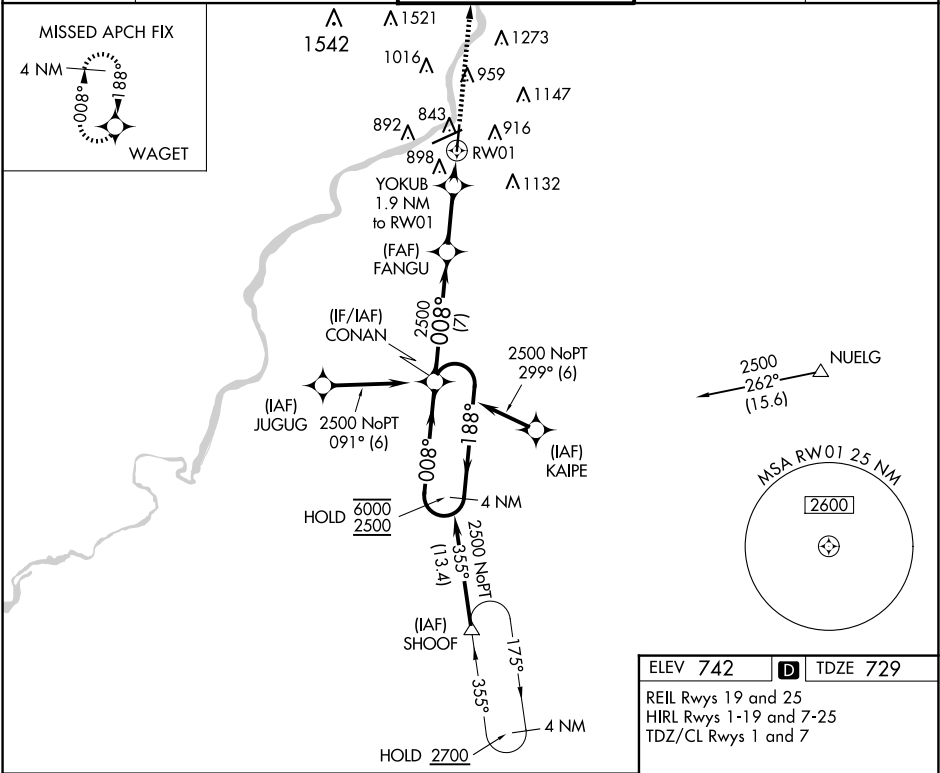 MISSED APCH FIX
4 NM
008°
188°
WAGET
1542
1521
1273
1016
959
1147
892
843
916
RW01
898
YOKUB
1.9 NM
to RW01
1132
(FAF)
FANGU
2500
008°
(7)
(IF/IAF)
CONAN
2500 NoPT
299° (6)
(IAF)
JUGUG
2500 NoPT
091° (6)
(IAF)
KAIPE
008°
188°
HOLD 6000
2500
4 NM
2500 NoPT
355°
(13.4)
(IAF)
SHOOF
175°
355°
4 NM
HOLD 2700
NUELG
2500
262°
(15.6)
MSA RW01 25 NM
2600
ELEV 742 D TDZE 729
REIL Rwys 19 and 25
HIRL Rwys 1-19 and 7-25
TDZ/CL Rwys 1 and 7